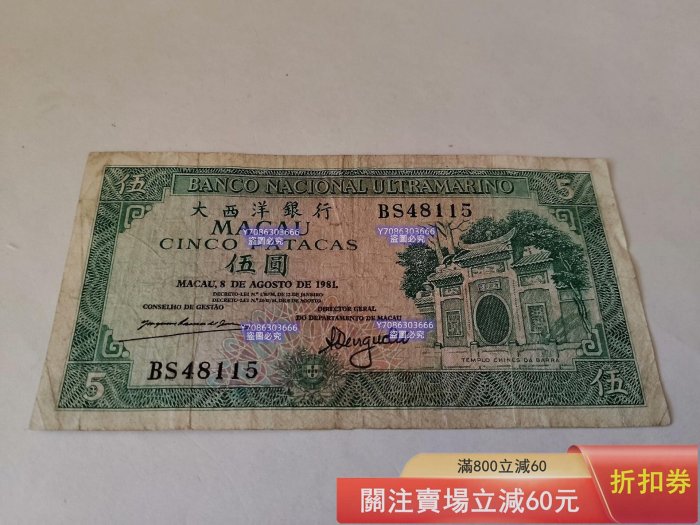 伍 BANCO NACIONAL ULTRAMARINO 5
大西洋銀行 BS48115
MACAU
CINCO PATACAS
伍圓
MACAU, 8 DE AGOSTO DE 1981.
CONSELHO DE GESTÃO
DIRECTOR GERAL
DO DEPARTAMENTO DE MACAU
BS48115
TEMPLO CHINES DA BARRA
5 伍
Y7086303666
盜圖必究
Y7086303666
盜圖必究
Y7086303666
盜圖必究
Y7086303666
盜圖必究
滿800立減60
關注賣場立減60元
折扣券